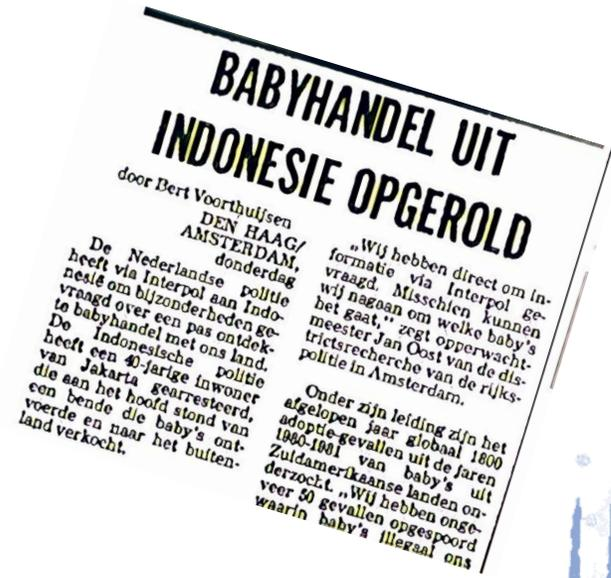 BABYHANDEL UIT
INDONESIE OPGEROLD
door Bert Voorthuijsen
DEN HAAG/
AMSTERDAM,
donderdag
De Nederlandse politie
heeft via Interpol aan Indo-
nesië om bijzonderheden ge-
vraagd over een pas ontdek-
te babyhandel met ons land.
De Indonesische politie
heeft een 40-jarige inwoner
van Jakarta gearresteerd,
die aan het hoofd stond van
een bende die baby's ont-
voerde en naar het buiten-
land verkocht.
„Wij hebben direct om in-
formatie via Interpol ge-
vraagd. Misschien kunnen
wij nagaan om welke baby's
het gaat," zegt opperwacht-
meester Jan Oost van de dis-
trictsrecherche van de rijks-
politie in Amsterdam.
Onder zijn leiding zijn het
afgelopen jaar globaal 1800
adoptie-gevallen uit de jaren
1980-1981 van baby's uit
Zuidamerikaanse landen on-
derzocht. „Wij hebben onge-
veer 50 gevallen opgespoord
waarin baby's illegaal ons